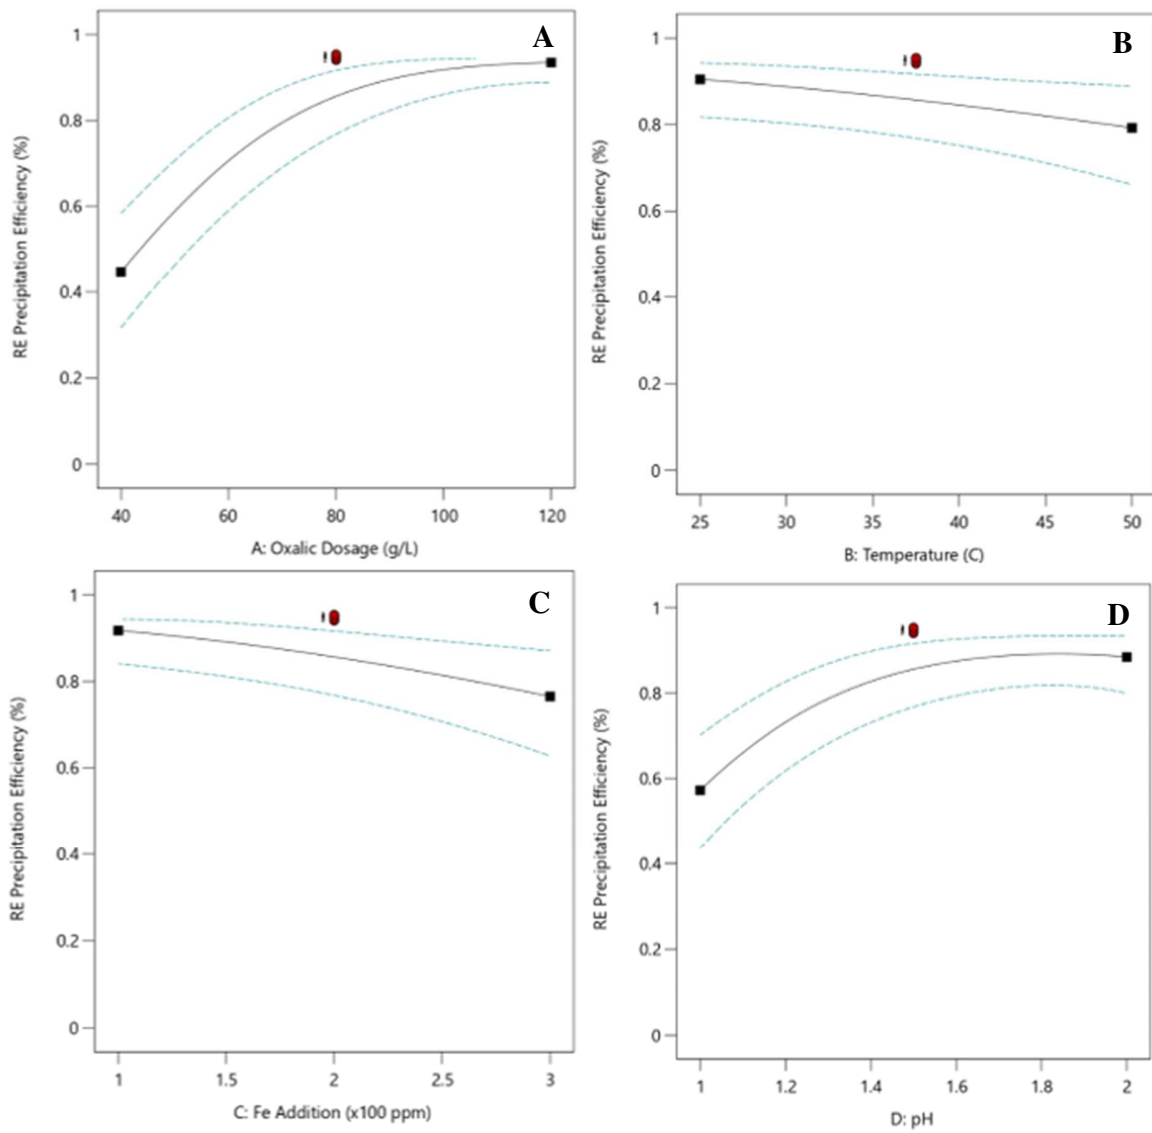 A
1
0.8
0.6
0.4
0.2
0
RE Precipitation Efficiency (%)
40 60 80 100 120
A: Oxalic Dosage (g/L)
B
1
0.8
0.6
0.4
0.2
0
RE Precipitation Efficiency (%)
25 30 35 40 45 50
B: Temperature (C)
C
1
0.8
0.6
0.4
0.2
0
RE Precipitation Efficiency (%)
1 1.5 2 2.5 3
C: Fe Addition (x100 ppm)
D
1
0.8
0.6
0.4
0.2
0
RE Precipitation Efficiency (%)
1 1.2 1.4 1.6 1.8 2
D: pH